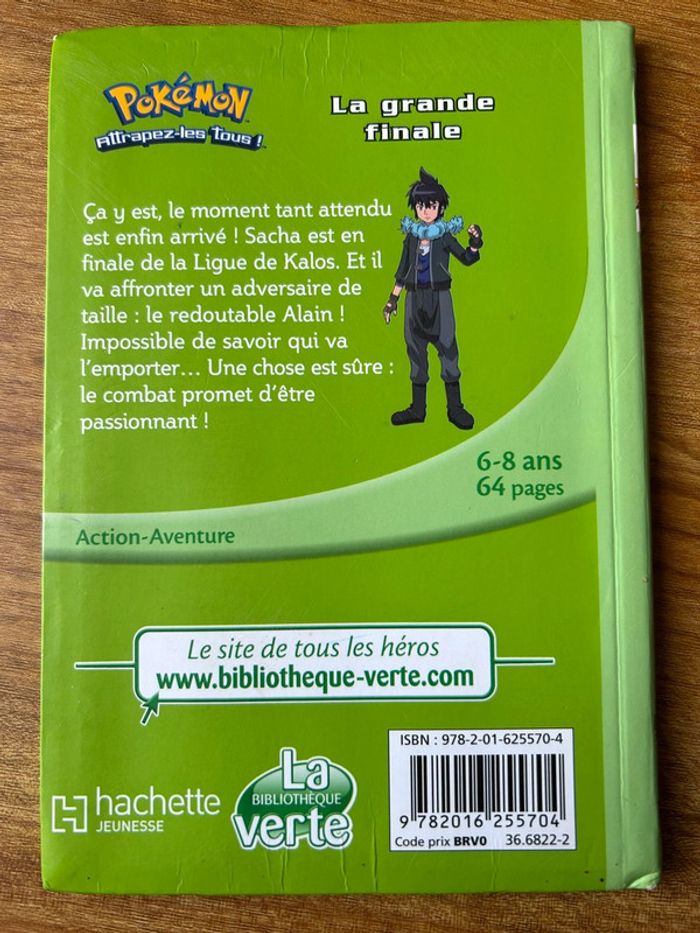 POKÉMON
Attrapez-les tous !
La grande
finale
Ça y est, le moment tant attendu
est enfin arrivé ! Sacha est en
finale de la Ligue de Kalos. Et il
va affronter un adversaire de
taille : le redoutable Alain !
Impossible de savoir qui va
l'emporter... Une chose est sûre :
le combat promet d'être
passionnant !
6-8 ans
64 pages
Action-Aventure
Le site de tous les héros
www.bibliotheque-verte.com
hachette
JEUNESSE
La
BIBLIOTHÈQUE
verte
ISBN : 978-2-01-625570-4
9 782016 255704
Code prix BRV0 36.6822-2